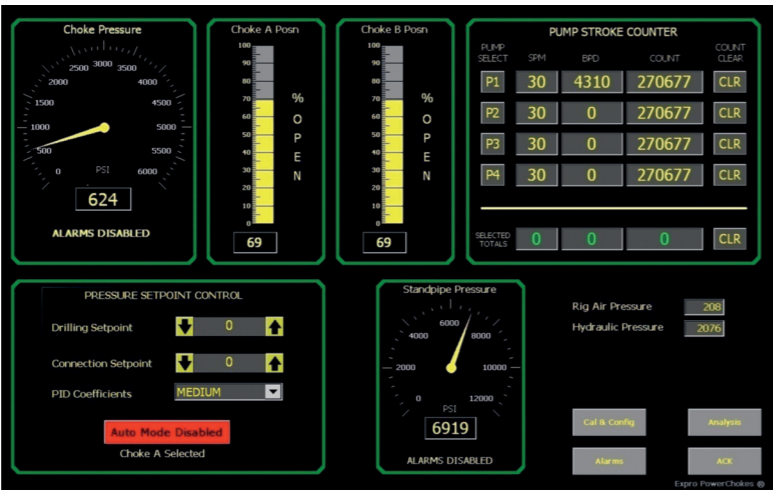 Choke Pressure
2500 3000 3500
2000 4000
1500 4500
1000 5000
500 5500
0 PSI 6000
624
ALARMS DISABLED
Choke A Posn
100
90
80
70
60
50
40
30
20
10
0
% OPEN
69
Choke B Posn
100
90
80
70
60
50
40
30
20
10
0
% OPEN
69
PUMP STROKE COUNTER
PUMP SELECT SPM BPD COUNT COUNT CLEAR
P1 30 4310 270677 CLR
P2 30 0 270677 CLR
P3 30 0 270677 CLR
P4 30 0 270677 CLR
SELECTED TOTALS 0 0 0 CLR
PRESSURE SETPOINT CONTROL
Drilling Setpoint 0
Connection Setpoint 0
PID Coefficients MEDIUM
Auto Mode Disabled
Choke A Selected
Standpipe Pressure
6000
4000 8000
2000 10000
0 12000
PSI
6919
ALARMS DISABLED
Rig Air Pressure 208
Hydraulic Pressure 2076
Cal & Config Analysis
Alarms ACK
Expro PowerChokes ®